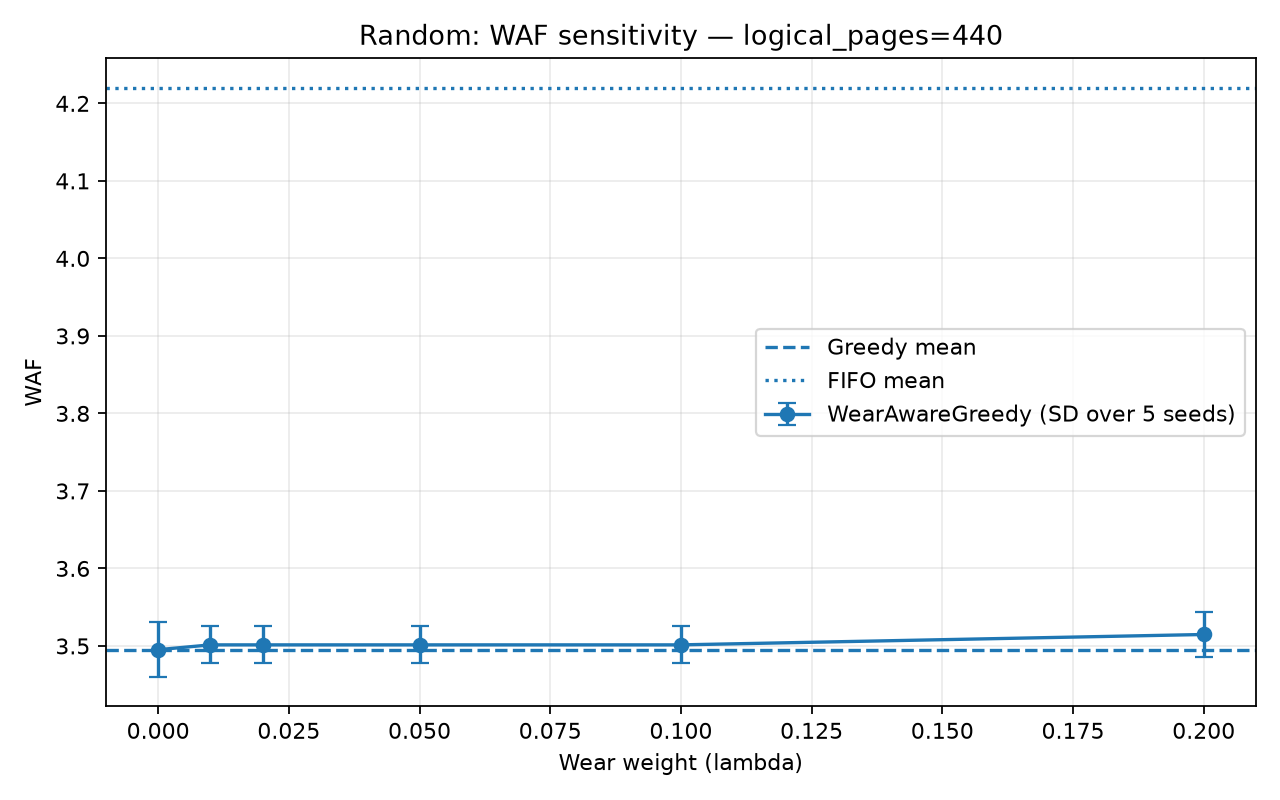 Random: WAF sensitivity — logical_pages=440
4.2
4.1
4.0
3.9
3.8
3.7
3.6
3.5
WAF
Greedy mean
FIFO mean
WearAwareGreedy (SD over 5 seeds)
0.000 0.025 0.050 0.075 0.100 0.125 0.150 0.175 0.200
Wear weight (lambda)